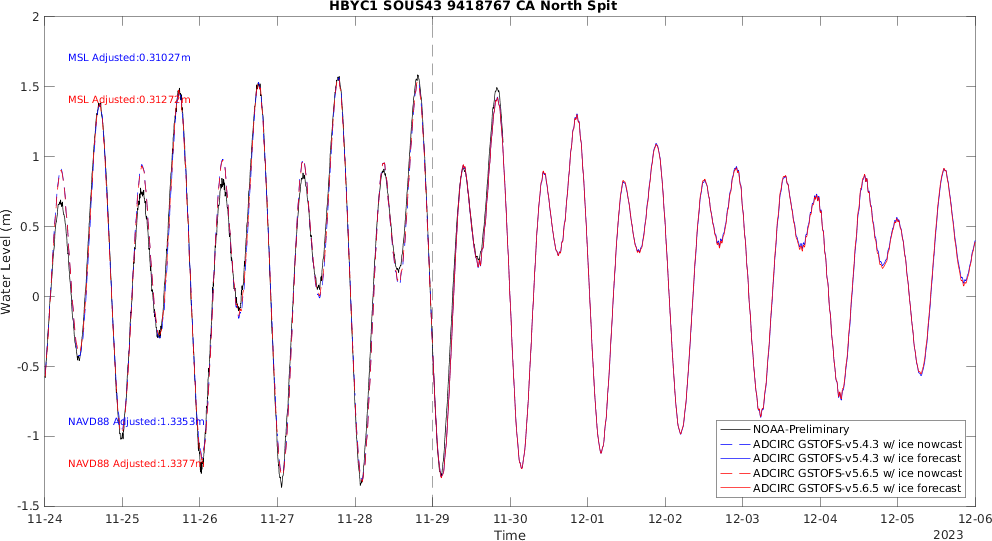 HBYC1 SOUS43 9418767 CA North Spit
2
1.5
1
0.5
0
-0.5
-1
-1.5
Water Level (m)
MSL Adjusted:0.31027m
MSL Adjusted:0.31272m
NAVD88 Adjusted:1.3353m
NAVD88 Adjusted:1.3377m
NOAA-Preliminary
ADCIRC GSTOFS-v5.4.3 w/ ice nowcast
ADCIRC GSTOFS-v5.4.3 w/ ice forecast
ADCIRC GSTOFS-v5.6.5 w/ ice nowcast
ADCIRC GSTOFS-v5.6.5 w/ ice forecast
11-24 11-25 11-26 11-27 11-28 11-29 11-30 12-01 12-02 12-03 12-04 12-05 12-06
Time
2023